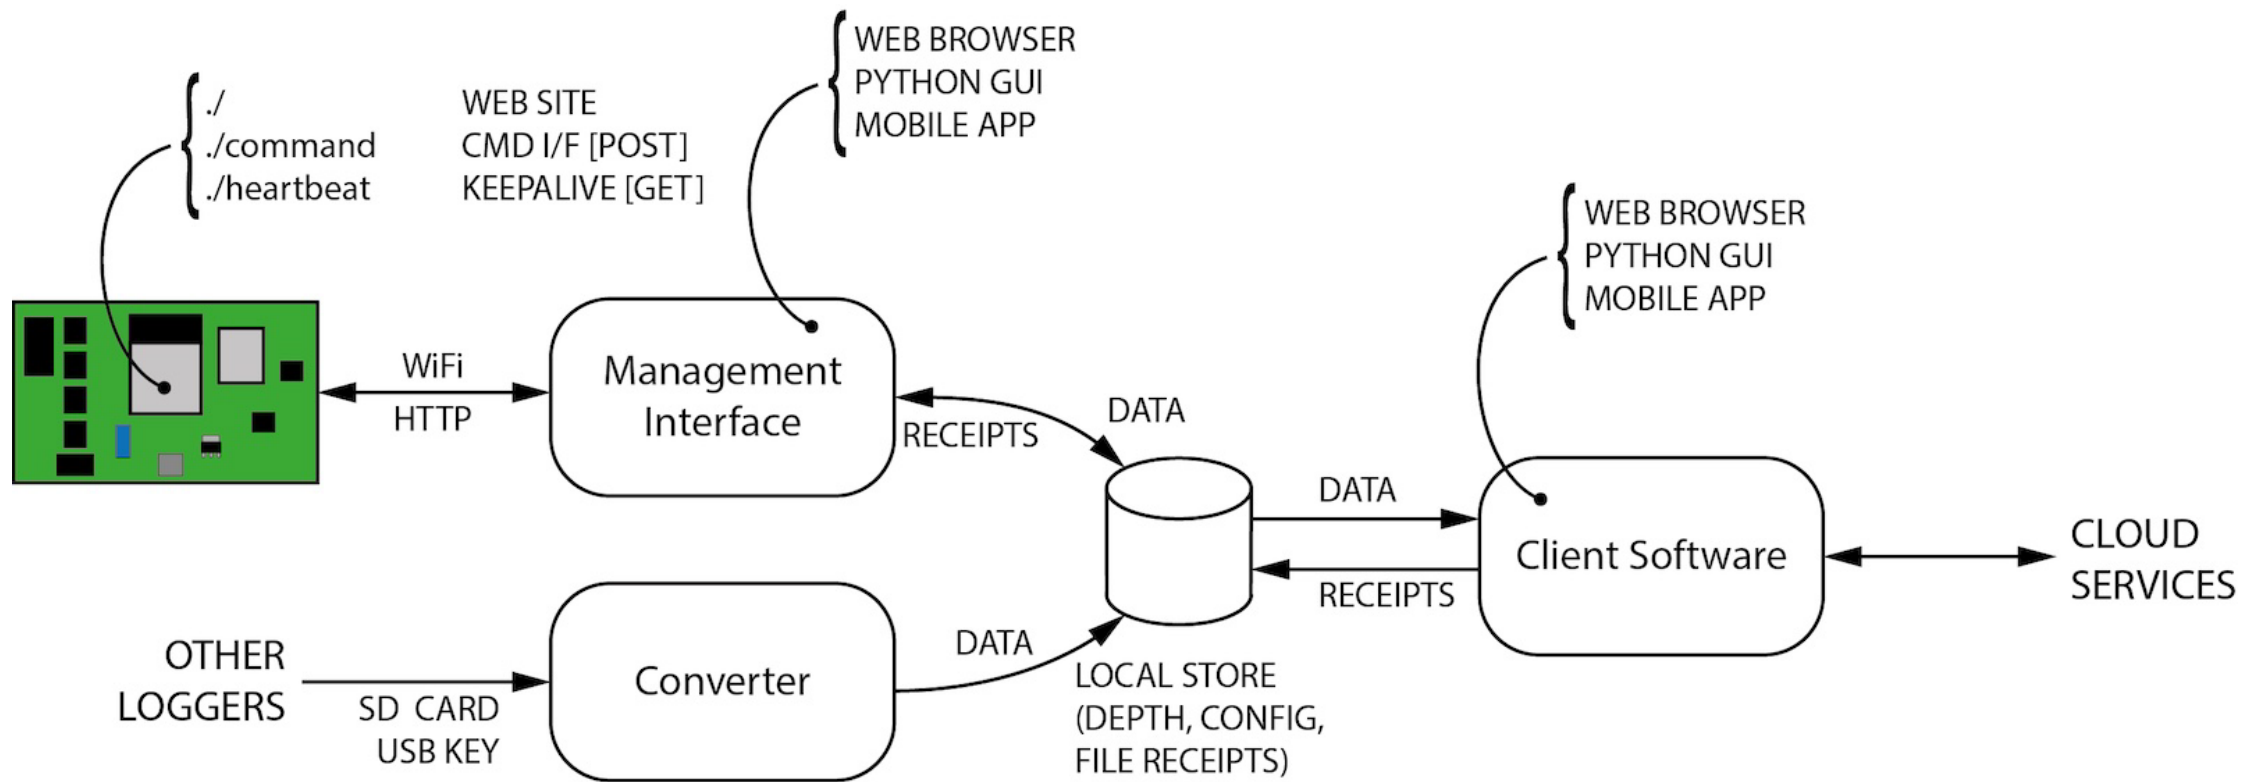 WEB BROWSER
PYTHON GUI
MOBILE APP
./ WEB SITE
./command CMD I/F [POST]
./heartbeat KEEPALIVE [GET]
WEB BROWSER
PYTHON GUI
MOBILE APP
WiFi
HTTP
Management
Interface
DATA
RECEIPTS
DATA
RECEIPTS
Client Software
CLOUD
SERVICES
OTHER
LOGGERS
SD CARD
USB KEY
Converter
DATA
LOCAL STORE
(DEPTH, CONFIG,
FILE RECEIPTS)